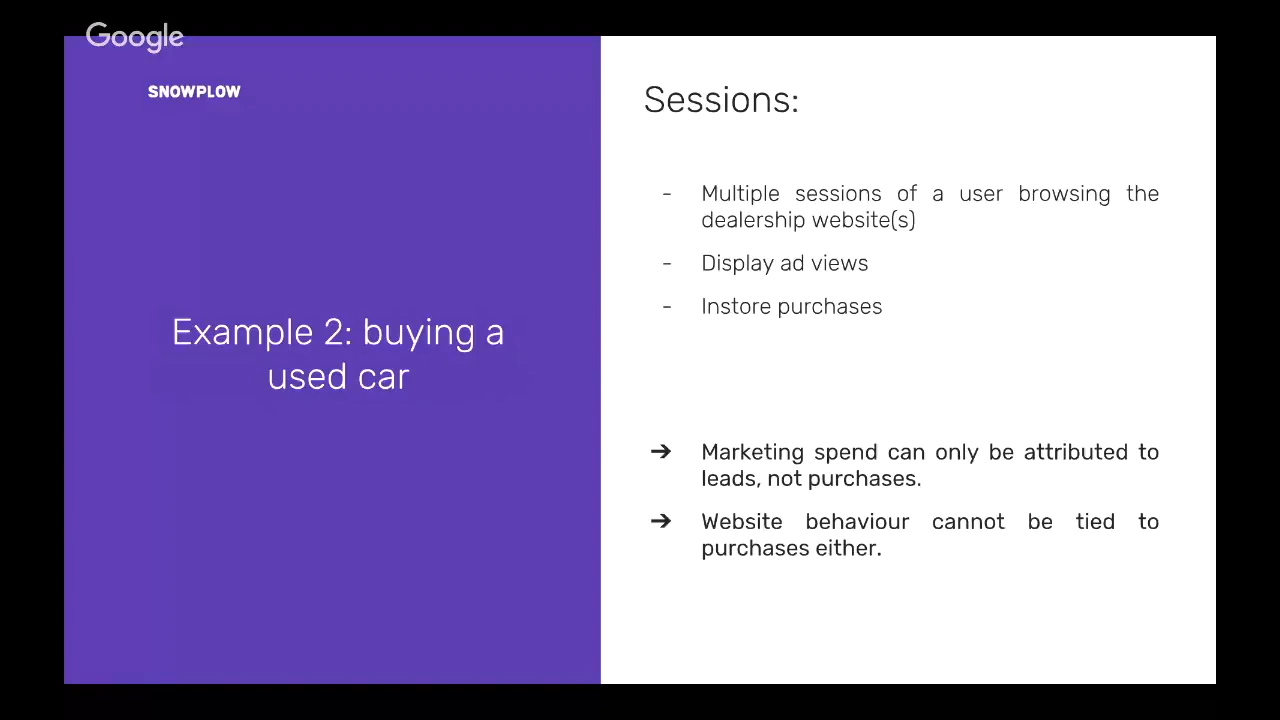 Google
SNOWPLOW
Example 2: buying a
used car
Sessions:
- Multiple sessions of a user browsing the
dealership website(s)
- Display ad views
- Instore purchases
➔ Marketing spend can only be attributed to
leads, not purchases.
➔ Website behaviour cannot be tied to
purchases either.